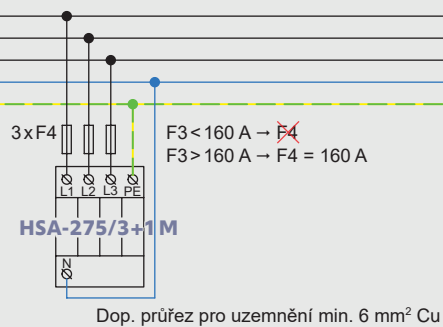 3xF4
F3<160 A → F4
F3>160 A → F4 = 160 A
L1 L2 L3 PE
HSA-275/3+1 M
N
Dop. průřez pro uzemnění min. 6 mm² Cu